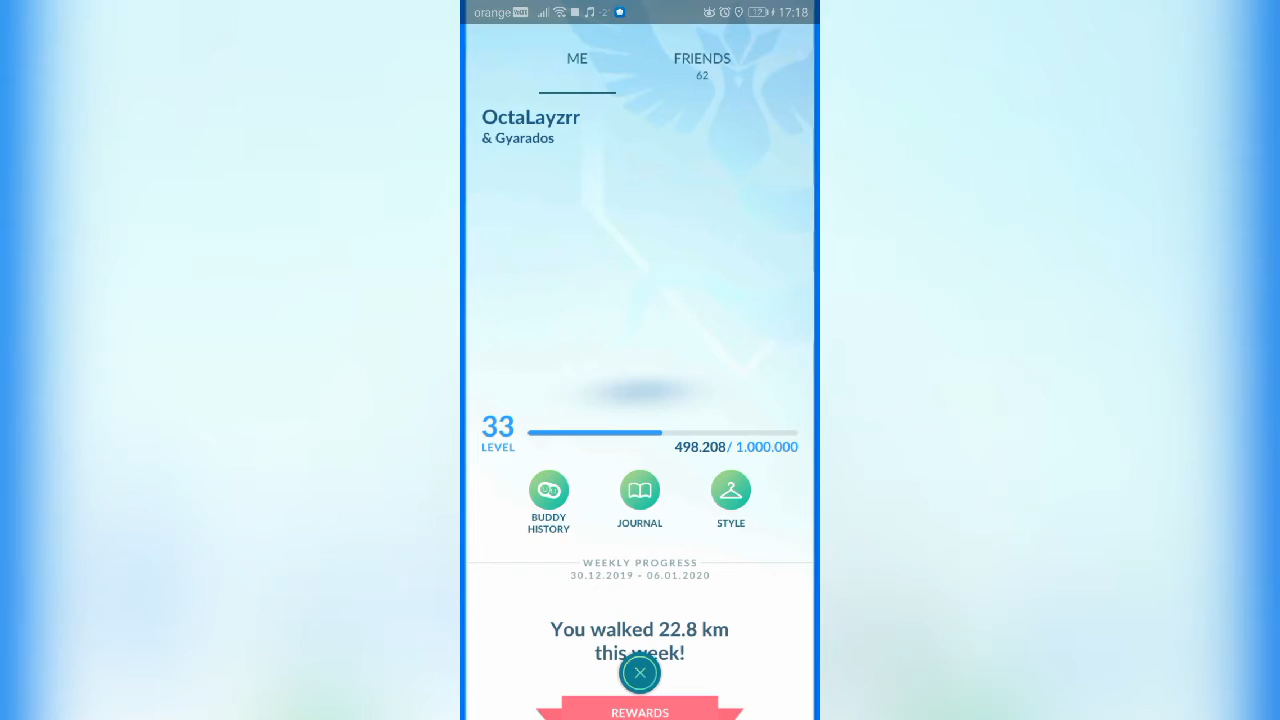 orange 17:18
ME
FRIENDS
62
OctaLayzrr
& Gyarados
33
LEVEL
498.208/ 1.000.000
BUDDY
HISTORY
JOURNAL
STYLE
WEEKLY PROGRESS
30.12.2019 - 06.01.2020
You walked 22.8 km
this week!
REWARDS